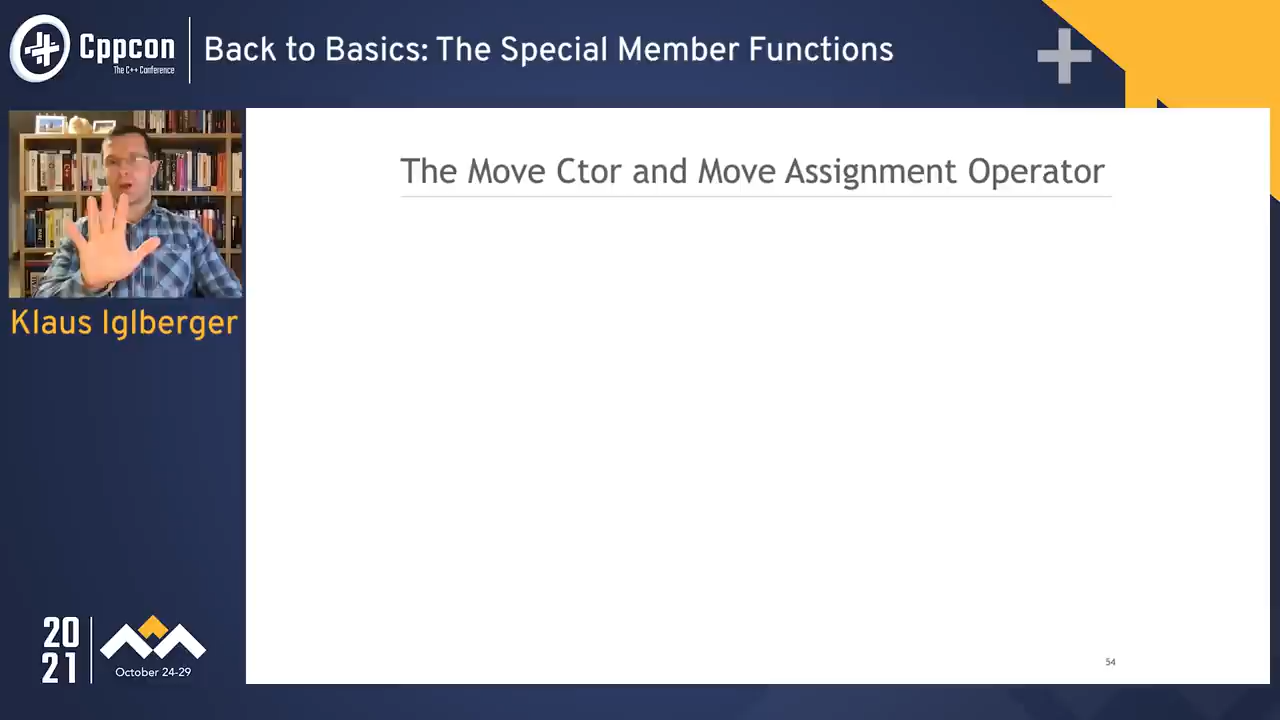 Cppcon
The C++ Conference
Back to Basics: The Special Member Functions
Klaus Iglberger
The Move Ctor and Move Assignment Operator
20
21
October 24-29
54